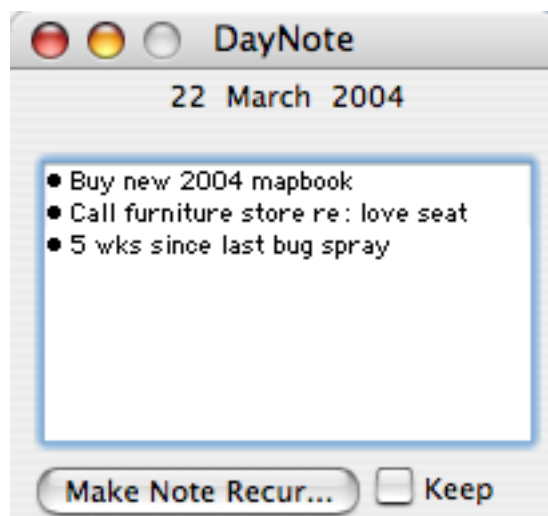 DayNote
22 March 2004
● Buy new 2004 mapbook
● Call furniture store re: love seat
● 5 wks since last bug spray
Make Note Recur... Keep